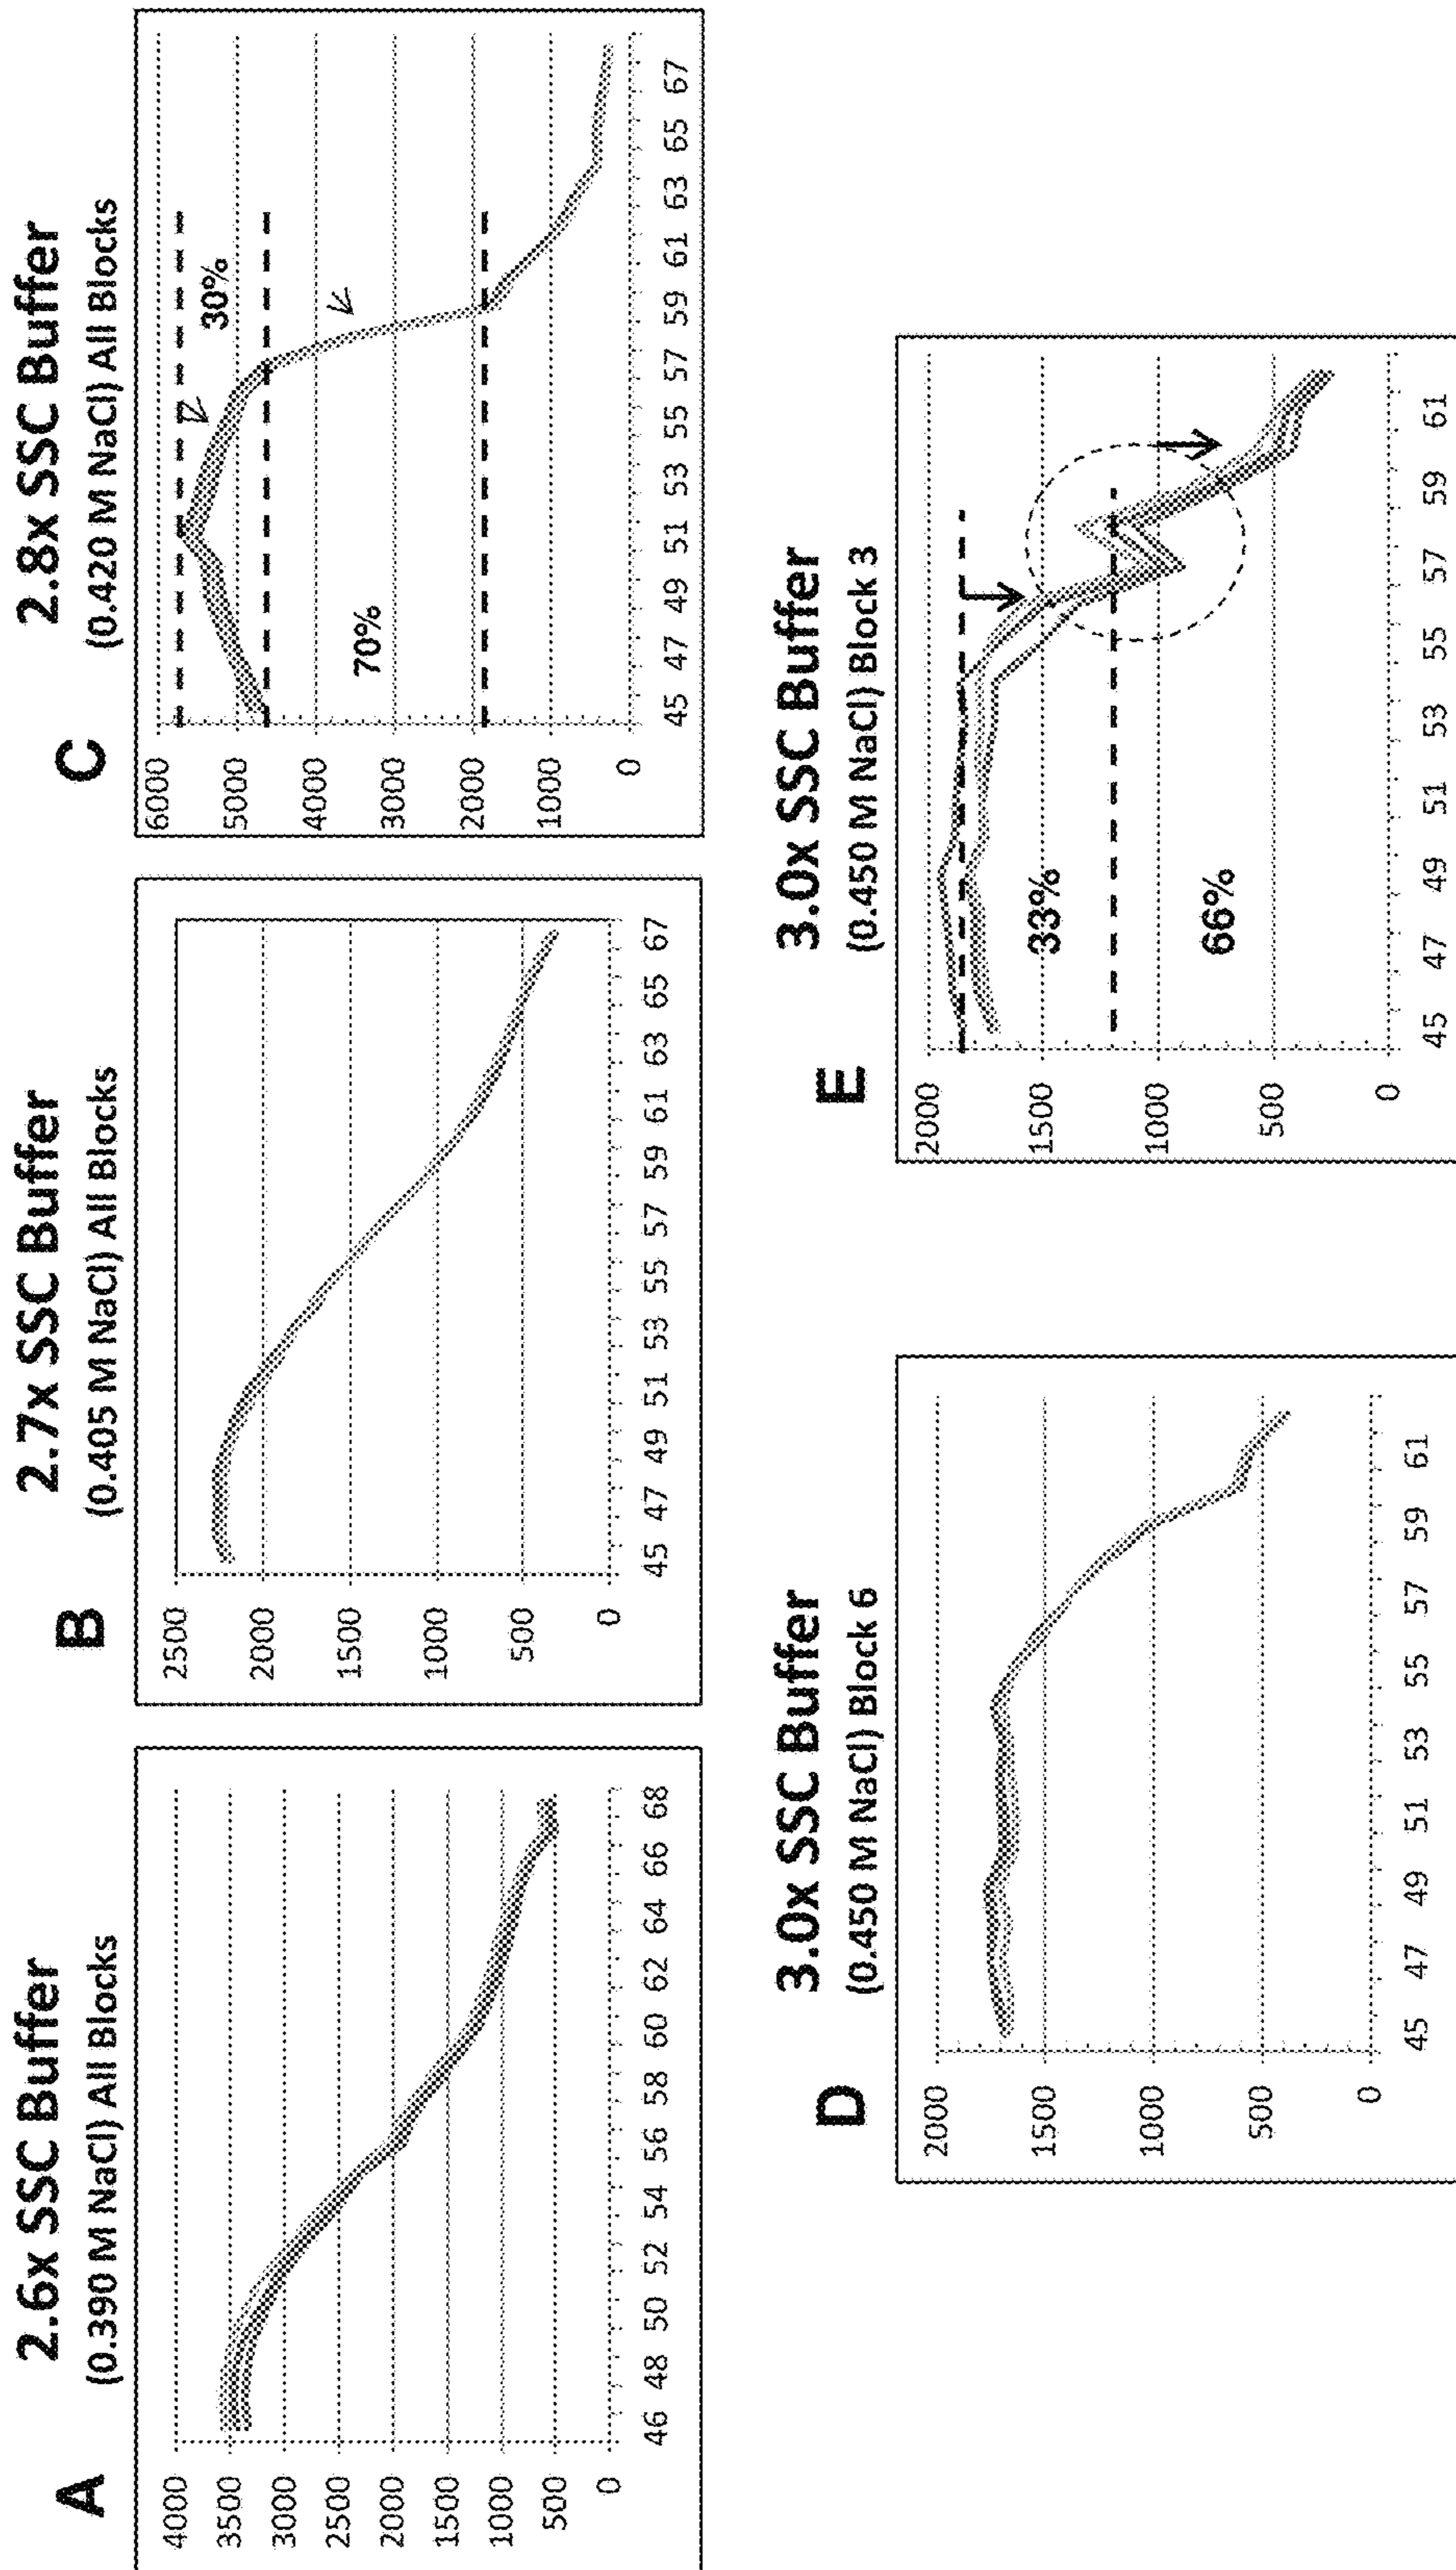 A
2.6x SSC Buffer
(0.390 M NaCl) All Blocks
4000
3500
3000
2500
2000
1500
1000
500
0
46 48 50 52 54 56 58 60 62 64 66 68
B
2.7x SSC Buffer
(0.405 M NaCl) All Blocks
2500
2000
1500
1000
500
0
45 47 49 51 53 55 57 59 61 63 65 67
C
2.8x SSC Buffer
(0.420 M NaCl) All Blocks
6000
5000
4000
3000
2000
1000
0
30%
70%
45 47 49 51 53 55 57 59 61 63 65 67
D
3.0x SSC Buffer
(0.450 M NaCl) Block 6
2000
1500
1000
500
0
45 47 49 51 53 55 57 59 61
E
3.0x SSC Buffer
(0.450 M NaCl) Block 3
2000
1500
1000
500
0
33%
66%
45 47 49 51 53 55 57 59 61